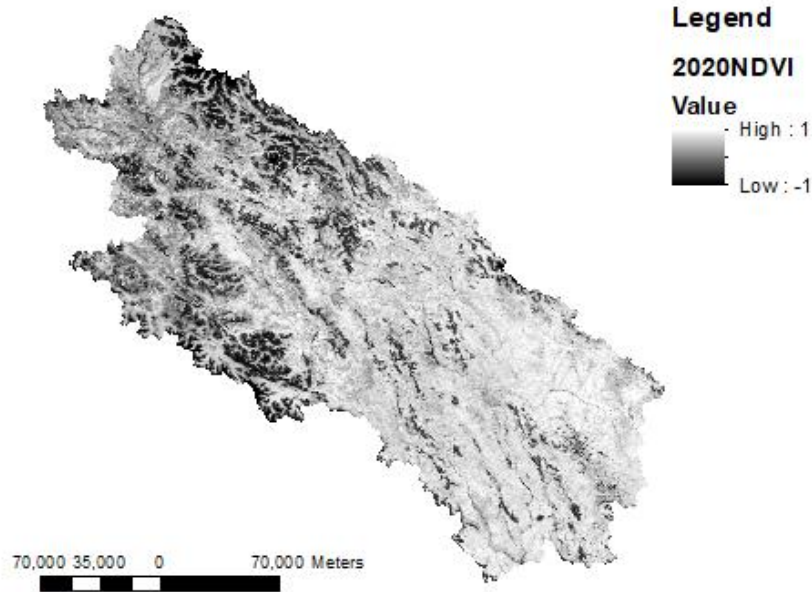 Legend
2020NDVI
Value
High : 1
Low : -1
70,000 35,000 0 70,000 Meters